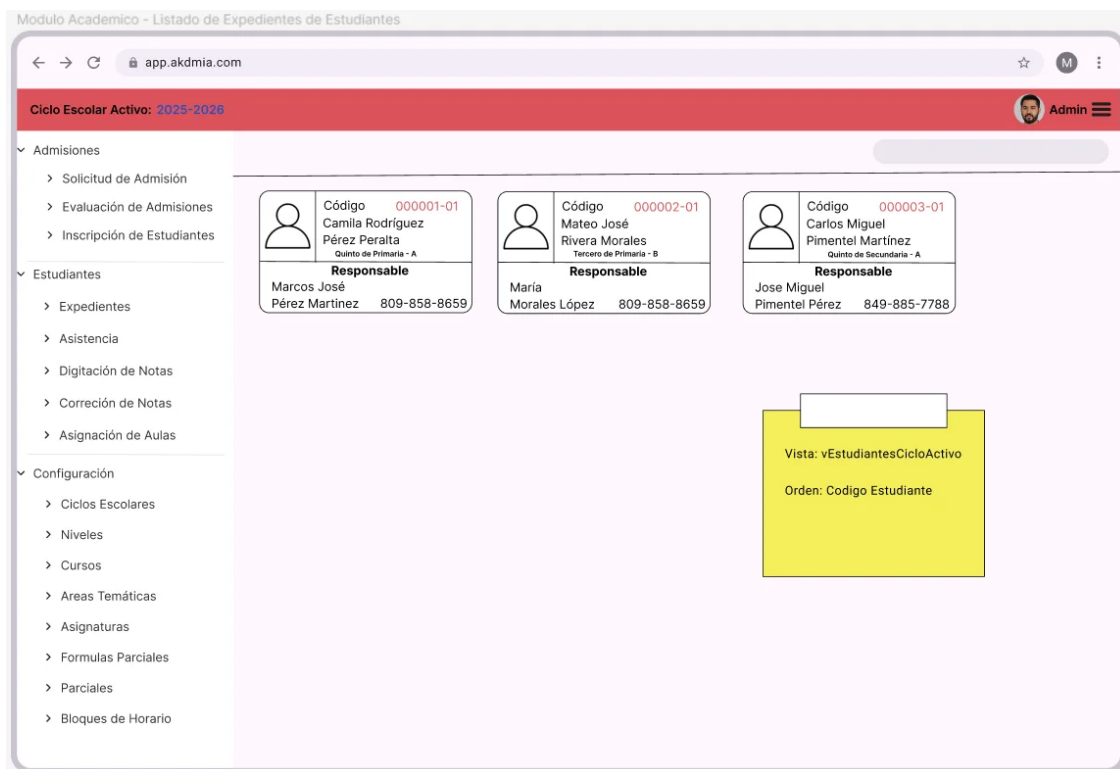 Modulo Academico - Listado de Expedientes de Estudiantes
app.akdmia.com
M
Ciclo Escolar Activo: 2025-2026
Admin
Admisiones
Solicitud de Admisión
Evaluación de Admisiones
Inscripción de Estudiantes
Estudiantes
Expedientes
Asistencia
Digitación de Notas
Correción de Notas
Asignación de Aulas
Configuración
Ciclos Escolares
Niveles
Cursos
Areas Temáticas
Asignaturas
Formulas Parciales
Parciales
Bloques de Horario
Código 000001-01
Camila Rodríguez
Pérez Peralta
Quinto de Primaria - A
Responsable
Marcos José
Pérez Martinez 809-858-8659
Código 000002-01
Mateo José
Rivera Morales
Tercero de Primaria - B
Responsable
María
Morales López 809-858-8659
Código 000003-01
Carlos Miguel
Pimentel Martínez
Quinto de Secundaria - A
Responsable
Jose Miguel
Pimentel Pérez 849-885-7788
Vista: vEstudiantesCicloActivo
Orden: Codigo Estudiante